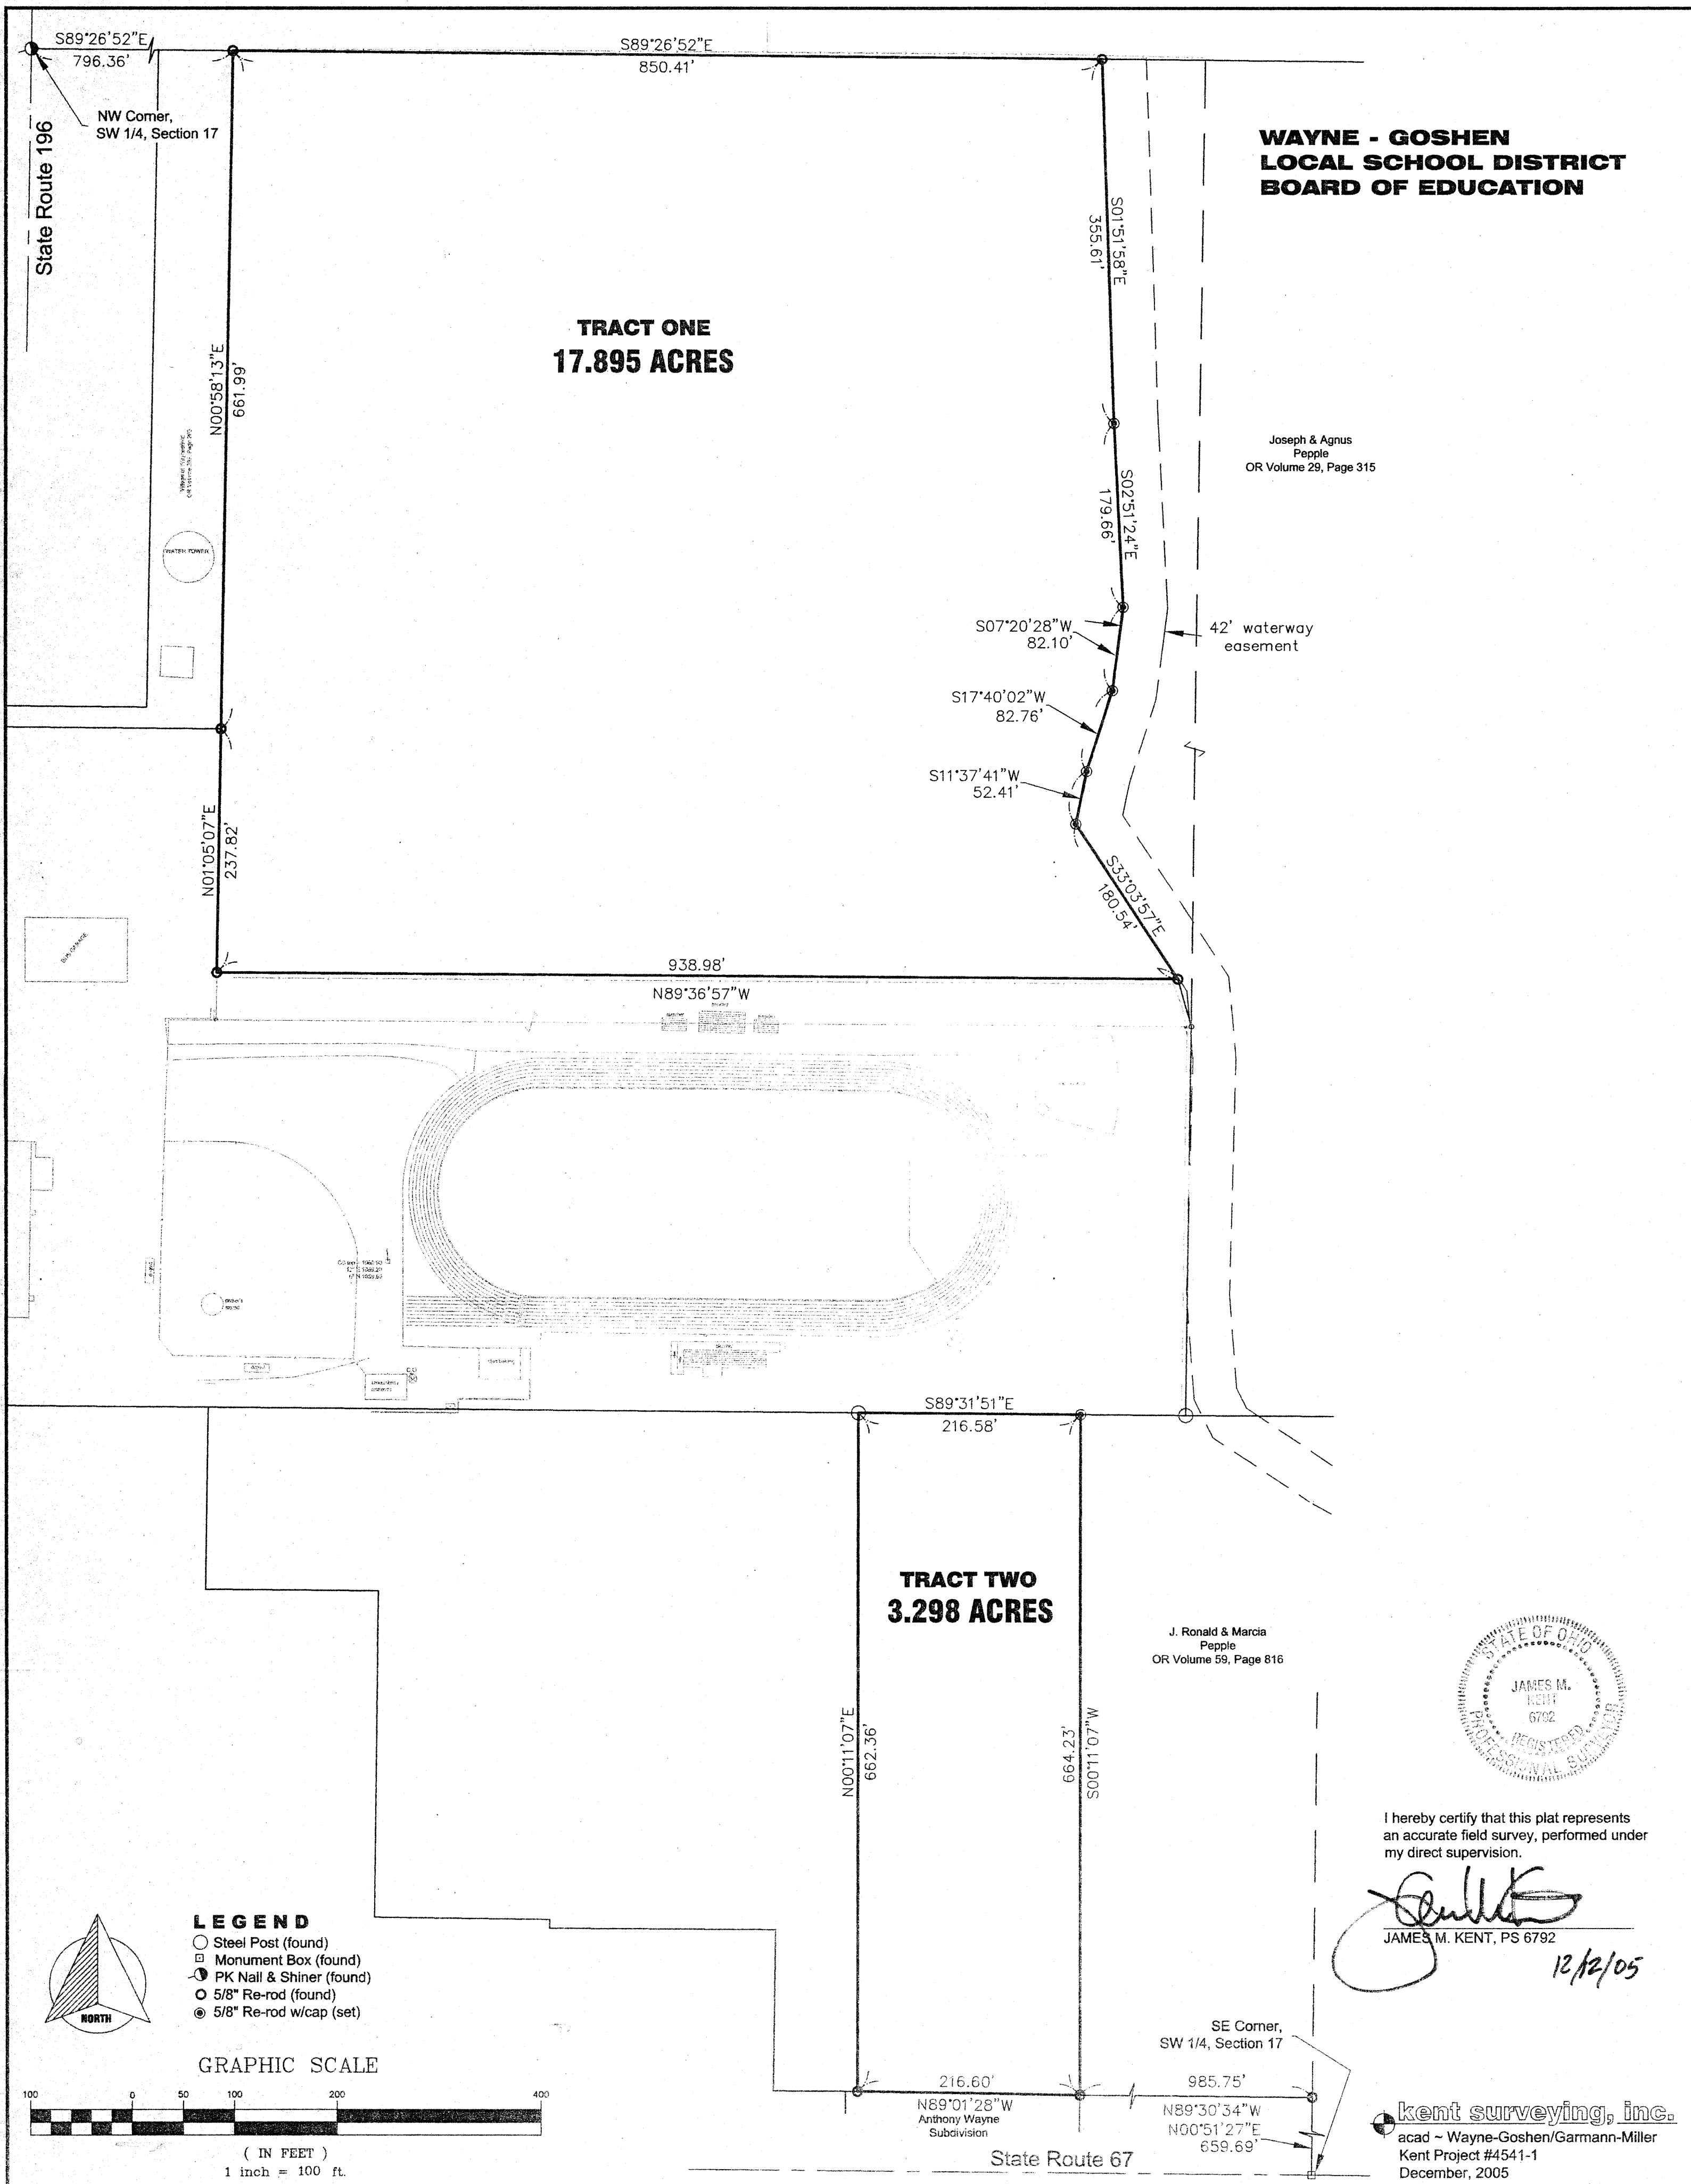 S89°26'52"E
796.36'
S89°26'52"E
850.41'
NW Corner,
SW 1/4, Section 17
State Route 196
WAYNE - GOSHEN
LOCAL SCHOOL DISTRICT
BOARD OF EDUCATION
S01°51'58"E
355.61'
TRACT ONE
17.895 ACRES
N00°58'13"E
661.99'
Joseph & Agnus
Pepple
OR Volume 29, Page 315
S02°51'24"E
179.66'
WATER TOWER
S07°20'28"W
82.10'
42' waterway
easement
S17°40'02"W
82.76'
S11°37'41"W
52.41'
N01°05'07"E
237.82'
S33°03'57"E
180.54'
BUS GARAGE
938.98'
N89°36'57"W
S89°31'51"E
216.58'
TRACT TWO
3.298 ACRES
J. Ronald & Marcia
Pepple
OR Volume 59, Page 816
N00°11'07"E
662.36'
664.23'
S00°11'07"W
STATE OF OHIO
JAMES M.
KENT
6792
REGISTERED
PROFESSIONAL SURVEYOR
I hereby certify that this plat represents
an accurate field survey, performed under
my direct supervision.
JAMES M. KENT, PS 6792
12/12/05
LEGEND
Steel Post (found)
Monument Box (found)
PK Nail & Shiner (found)
5/8" Re-rod (found)
5/8" Re-rod w/cap (set)
NORTH
GRAPHIC SCALE
100 0 50 100 200 400
( IN FEET )
1 inch = 100 ft.
SE Corner,
SW 1/4, Section 17
216.60'
N89°01'28"W
Anthony Wayne
Subdivision
985.75'
N89°30'34"W
N00°51'27"E
659.69'
State Route 67
kent surveying, inc.
acad ~ Wayne-Goshen/Garmann-Miller
Kent Project #4541-1
December, 2005